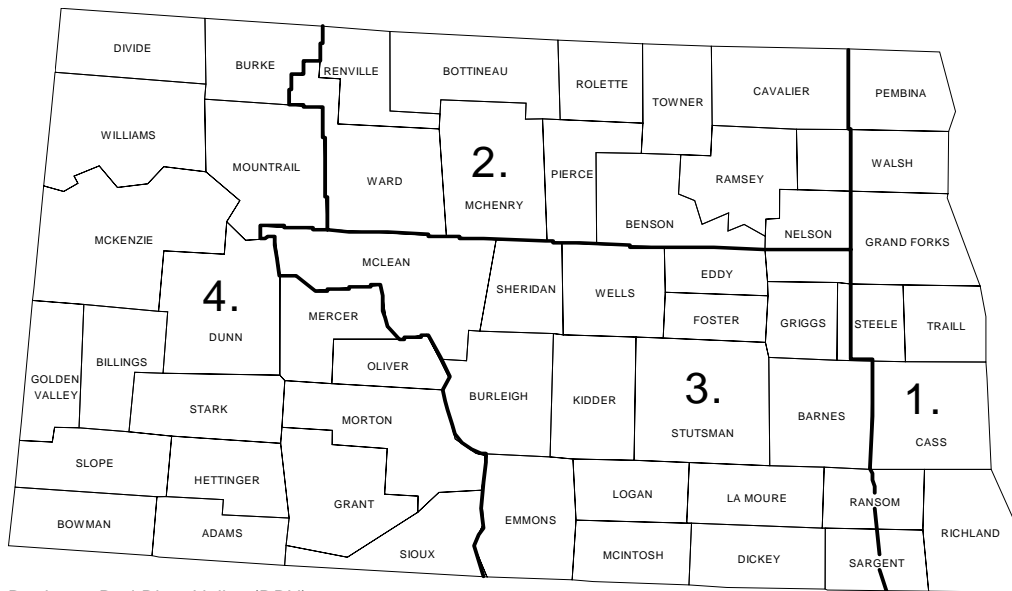 DIVIDE
BURKE
RENVILLE
BOTTINEAU
ROLETTE
TOWNER
CAVALIER
PEMBINA
WILLIAMS
MOUNTRAIL
WARD
2.
MCHENRY
PIERCE
BENSON
RAMSEY
WALSH
NELSON
GRAND FORKS
MCKENZIE
MCLEAN
SHERIDAN
WELLS
EDDY
FOSTER
GRIGGS
STEELE
TRAILL
4.
DUNN
MERCER
OLIVER
GOLDEN
VALLEY
BILLINGS
STARK
MORTON
BURLEIGH
KIDDER
3.
STUTSMAN
BARNES
1.
CASS
SLOPE
HETTINGER
GRANT
BOWMAN
ADAMS
SIOUX
EMMONS
LOGAN
LA MOURE
RANSOM
RICHLAND
MCINTOSH
DICKEY
SARGENT